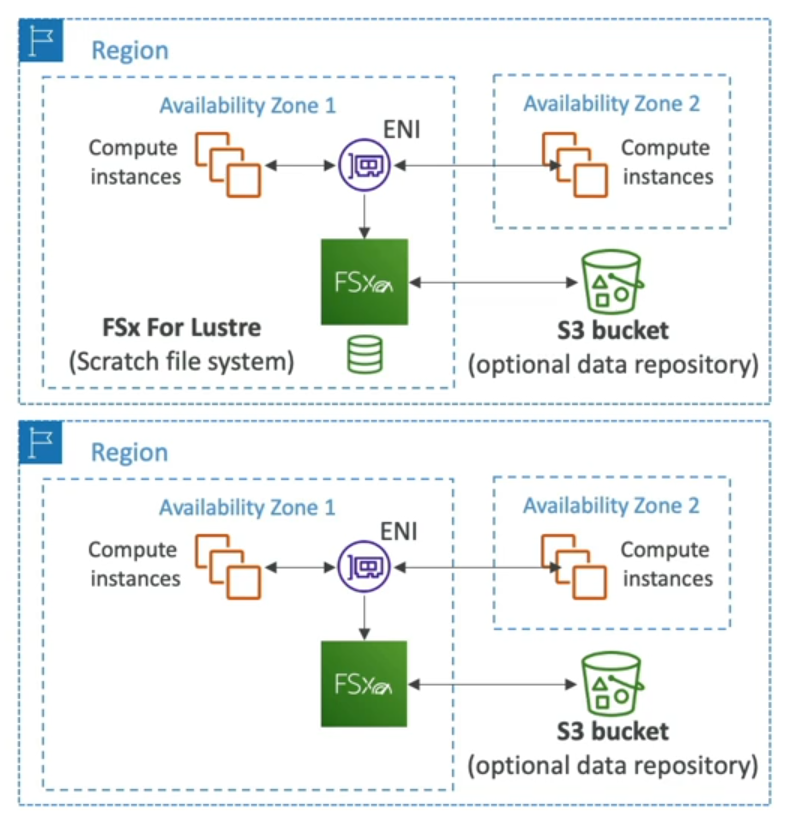 Region
Availability Zone 1
Availability Zone 2
ENI
Compute
instances
Compute
instances
FSx
FSx For Lustre
(Scratch file system)
S3 bucket
(optional data repository)
Region
Availability Zone 1
Availability Zone 2
ENI
Compute
instances
Compute
instances
FSx
S3 bucket
(optional data repository)